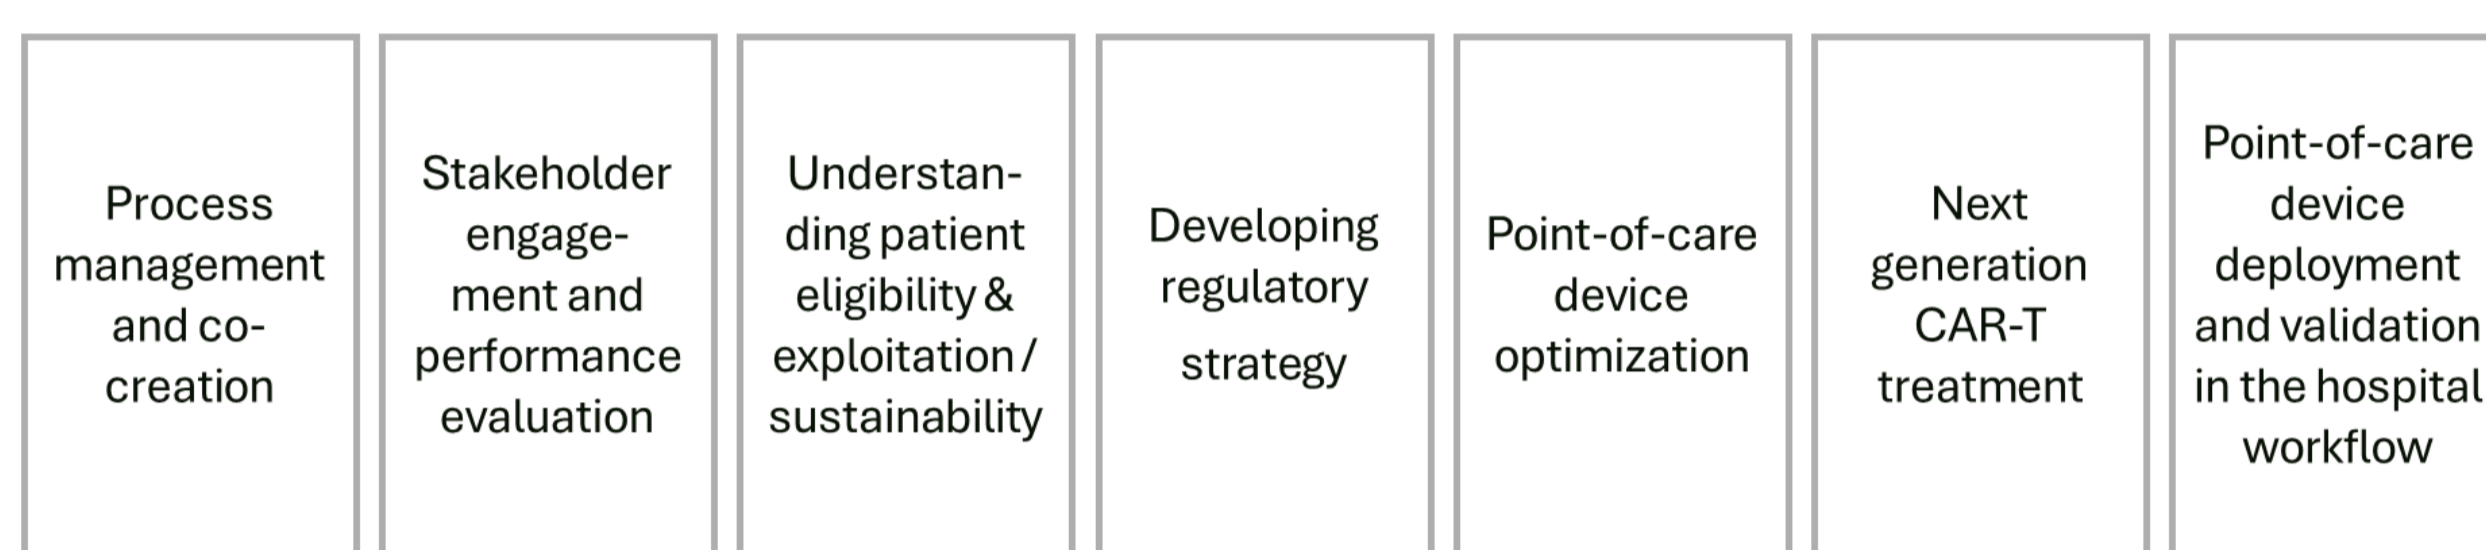 Process
management
and co-
creation
Stakeholder
engage-
ment and
performance
evaluation
Understan-
ding patient
eligibility &
exploitation /
sustainability
Developing
regulatory
strategy
Point-of-care
device
optimization
Next
generation
CAR-T
treatment
Point-of-care
device
deployment
and validation
in the hospital
workflow